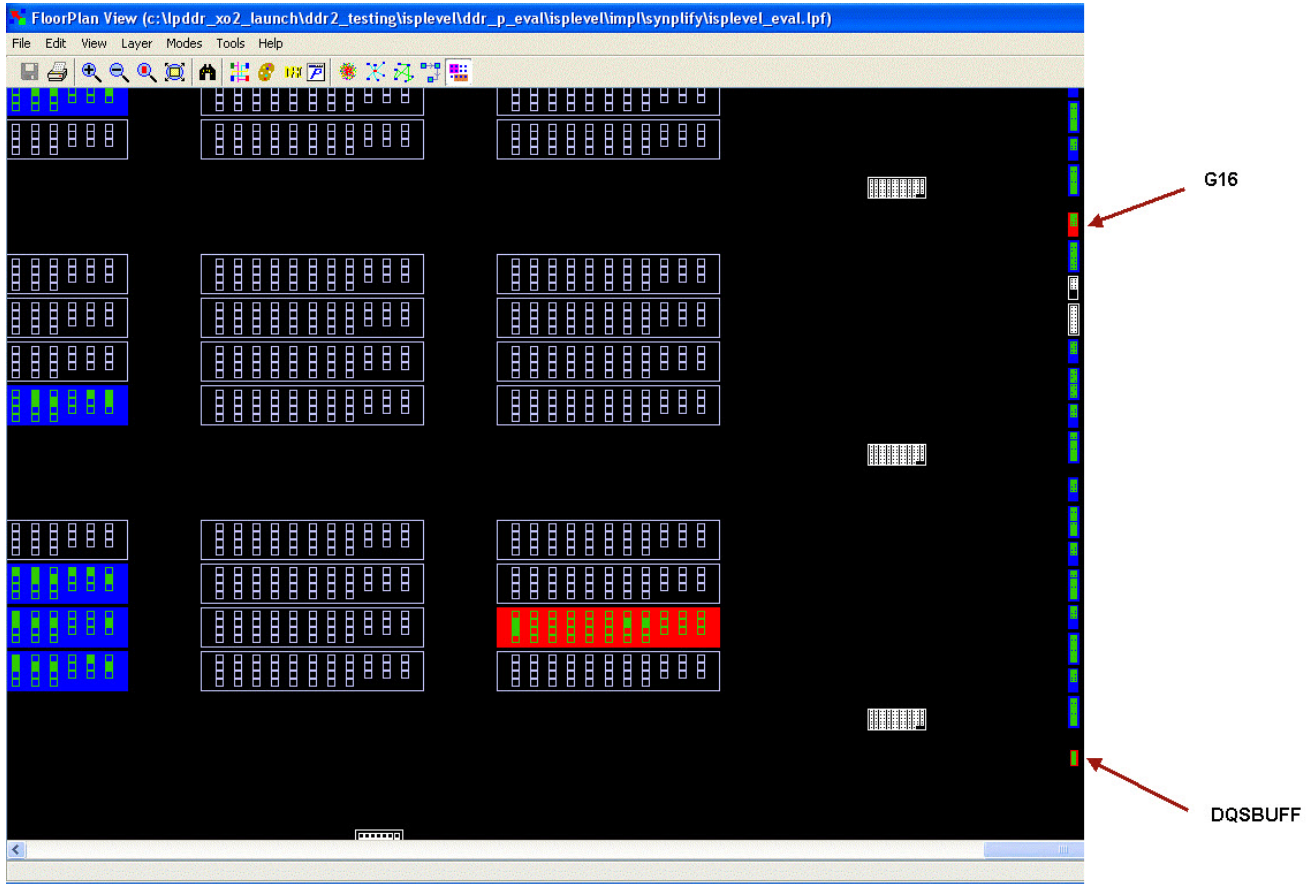 FloorPlan View (c:\lpddr_xo2_launch\ddr2_testing\isplevel\ddr_p_eval\isplevel\impl\synplify\isplevel_eval.lpf)
File Edit View Layer Modes Tools Help
G16
DQSBUFF